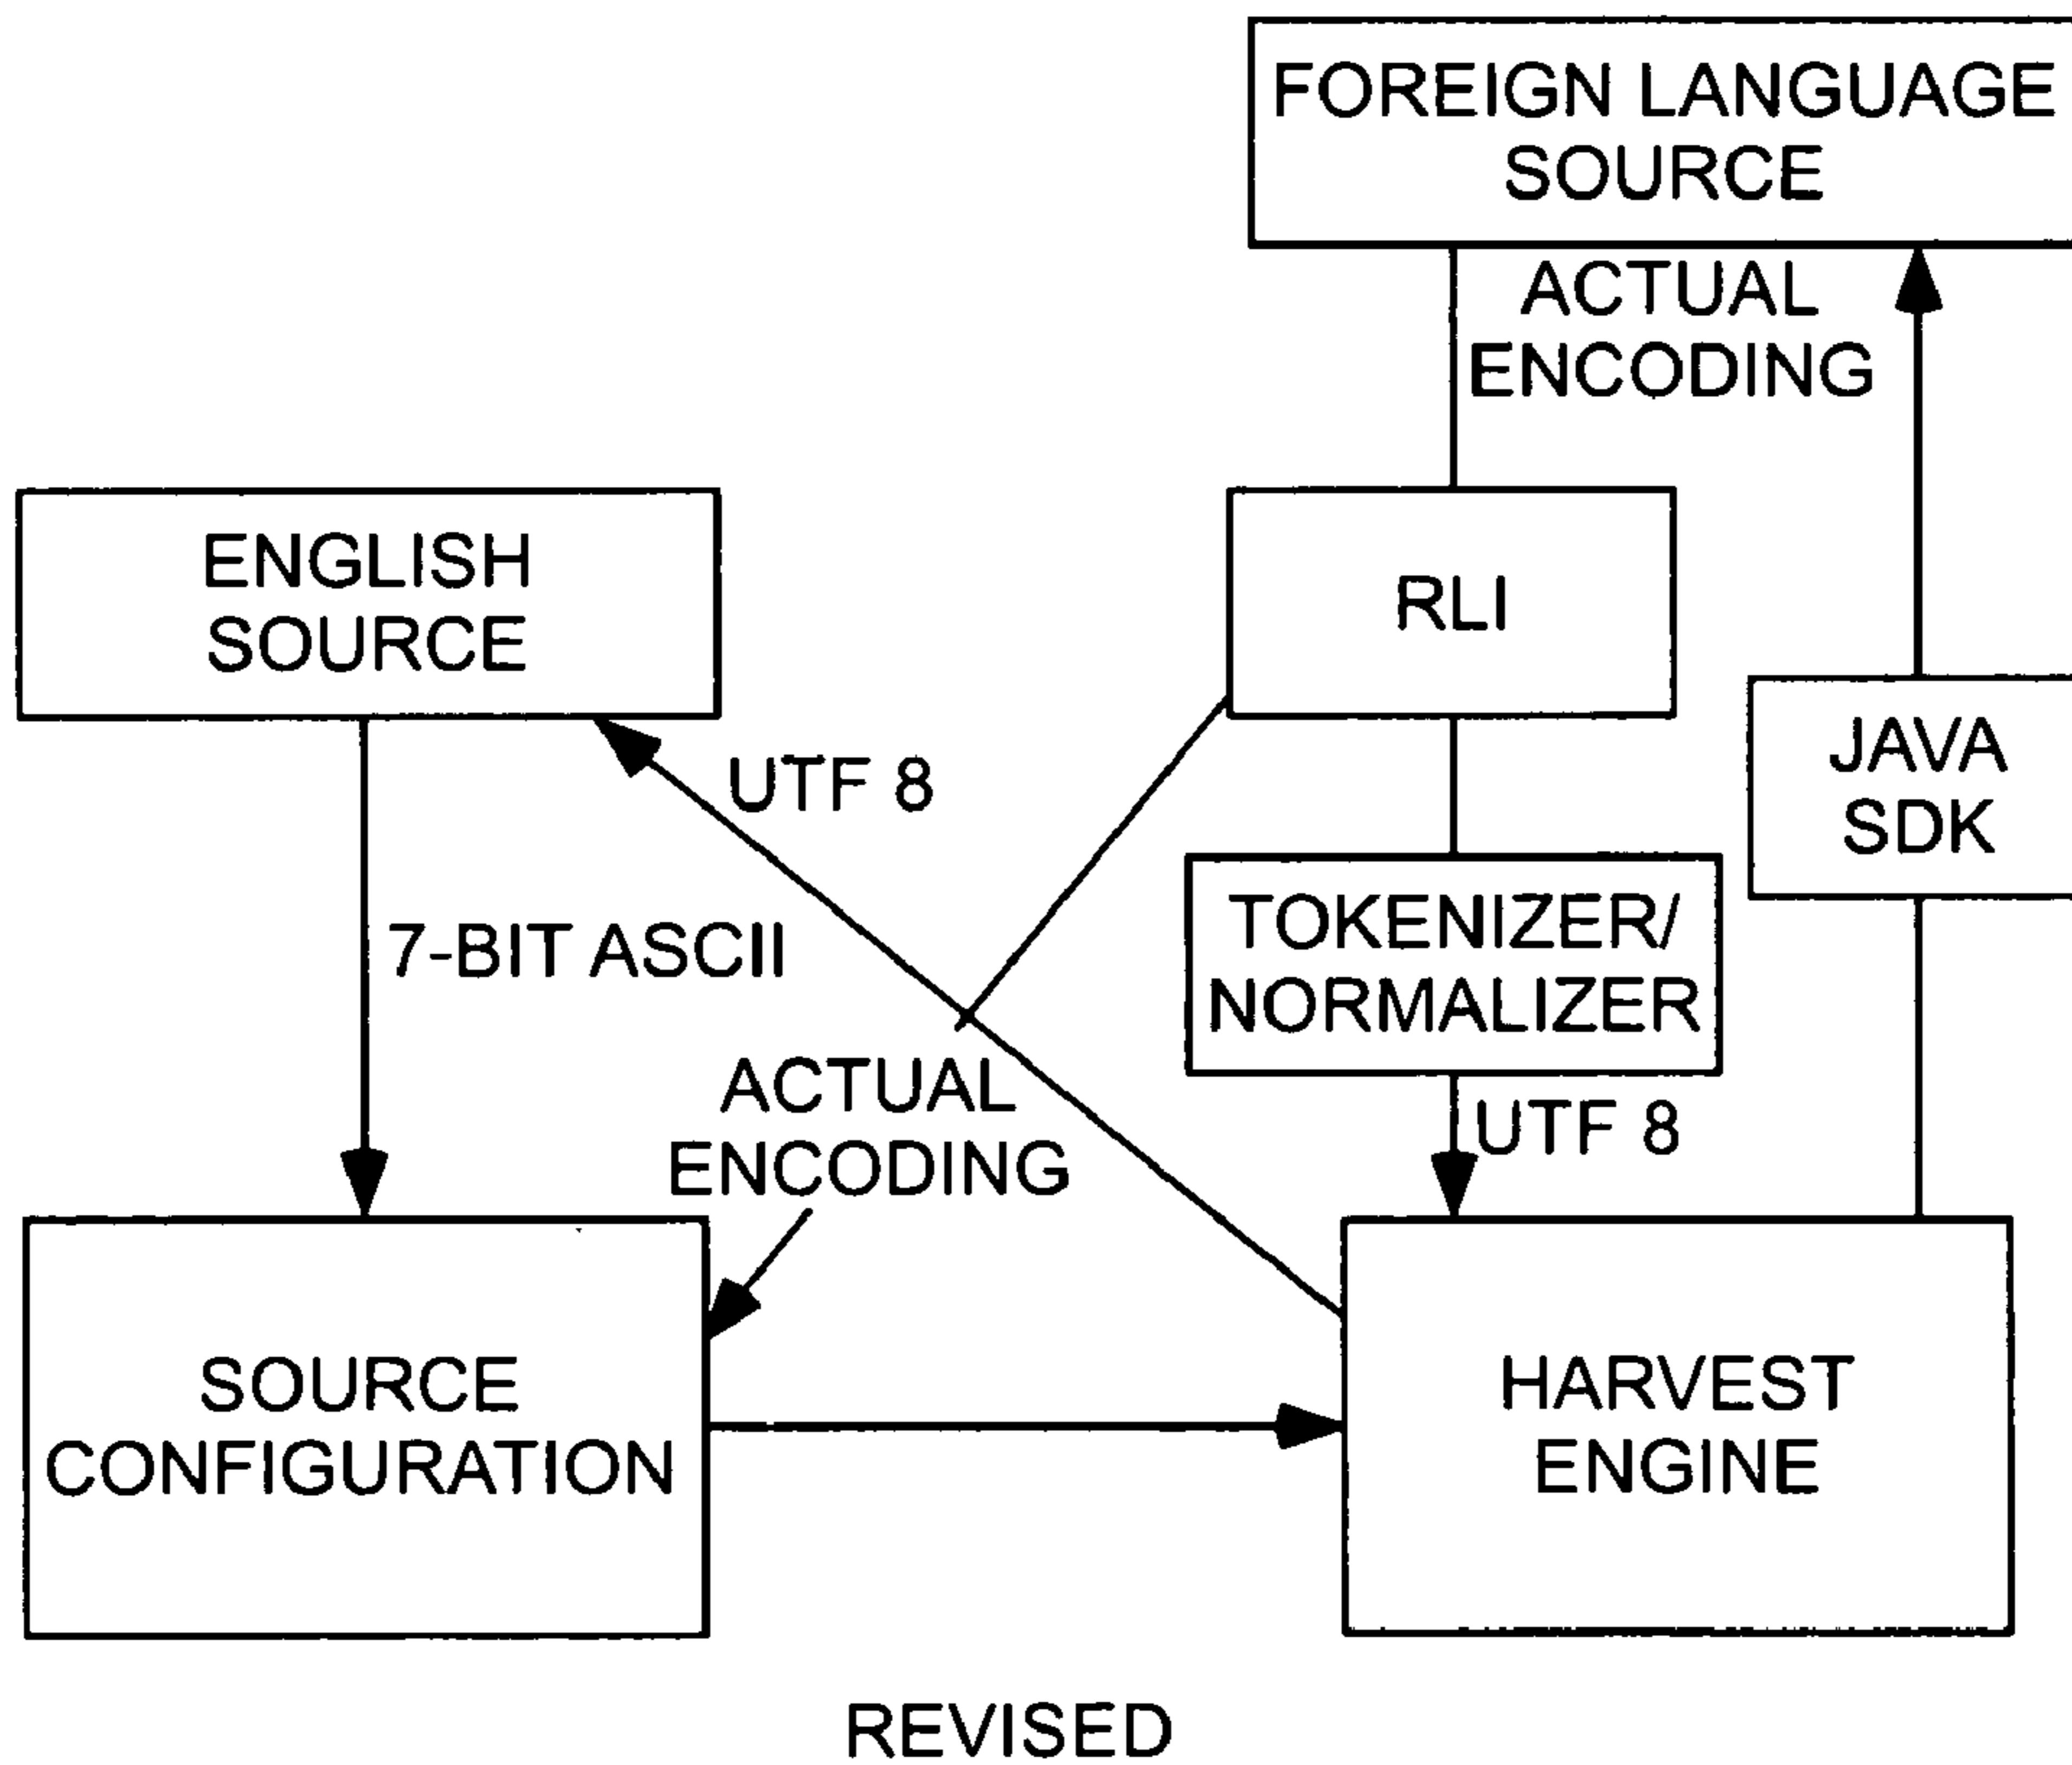 FOREIGN LANGUAGE
SOURCE
ACTUAL
ENCODING
ENGLISH
SOURCE
RLI
JAVA
SDK
UTF 8
7-BIT ASCII
TOKENIZER/
NORMALIZER
ACTUAL
ENCODING
UTF 8
SOURCE
CONFIGURATION
HARVEST
ENGINE
REVISED